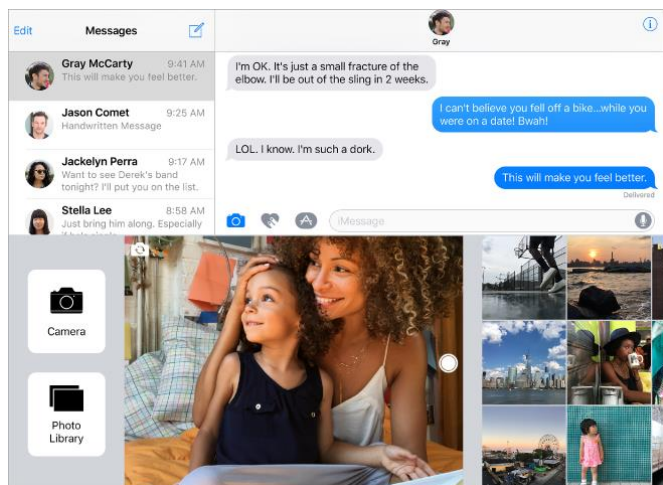 Edit
Messages
Gray McCarty 9:41 AM
This will make you feel better.
Jason Comet 9:25 AM
Handwritten Message
Jackelyn Perra 9:17 AM
Want to see Derek's band
tonight? I'll put you on the list.
Stella Lee 8:58 AM
Just bring him along. Especially
Gray
I'm OK. It's just a small fracture of the
elbow. I'll be out of the sling in 2 weeks.
I can't believe you fell off a bike...while you
were on a date! Bwah!
LOL. I know. I'm such a dork.
This will make you feel better.
Delivered
iMessage
Camera
Photo
Library